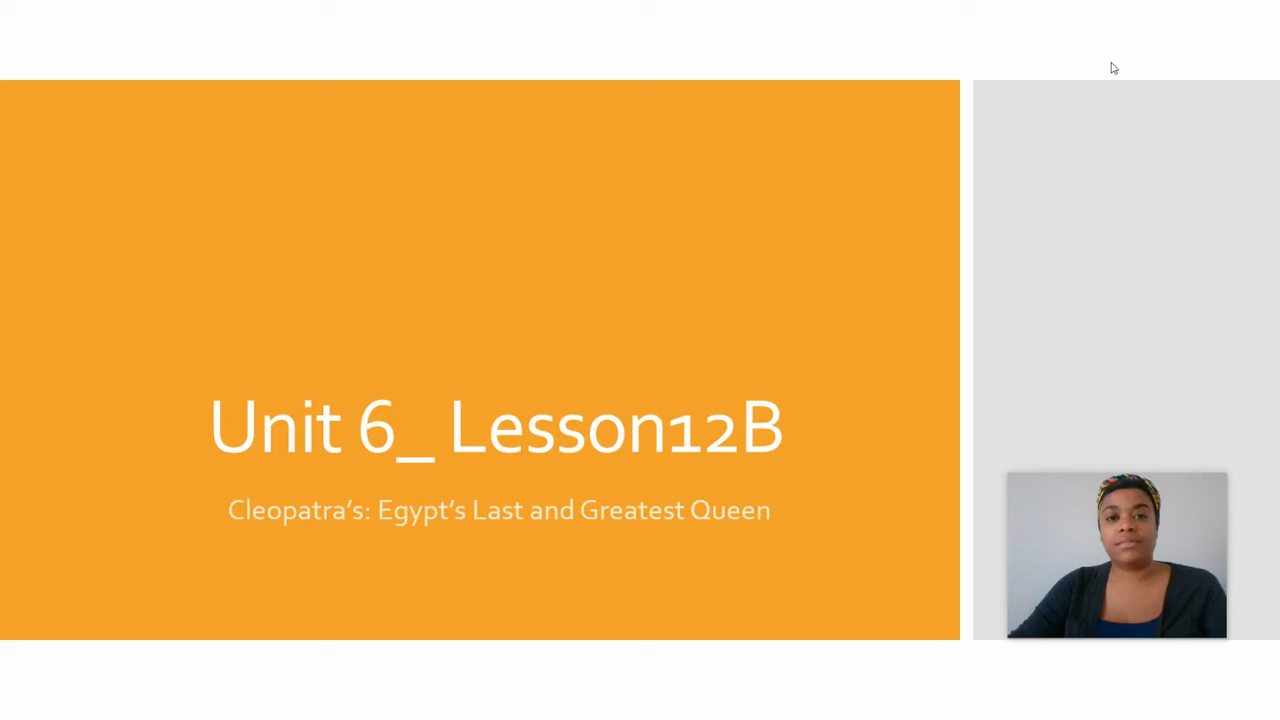 Unit 6_ Lesson12B
Cleopatra’s: Egypt’s Last and Greatest Queen